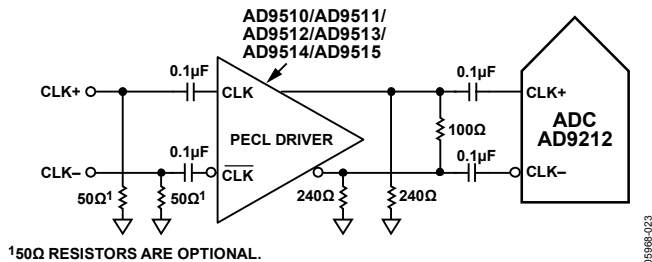 AD9510/AD9511/
AD9512/AD9513/
AD9514/AD9515
0.1µF
0.1µF
CLK+
CLK
CLK+
PECL DRIVER
100Ω
ADC
AD9212
0.1µF
0.1µF
CLK–
CLK
CLK–
50Ω¹
50Ω¹
240Ω
240Ω
¹50Ω RESISTORS ARE OPTIONAL.
05968-023